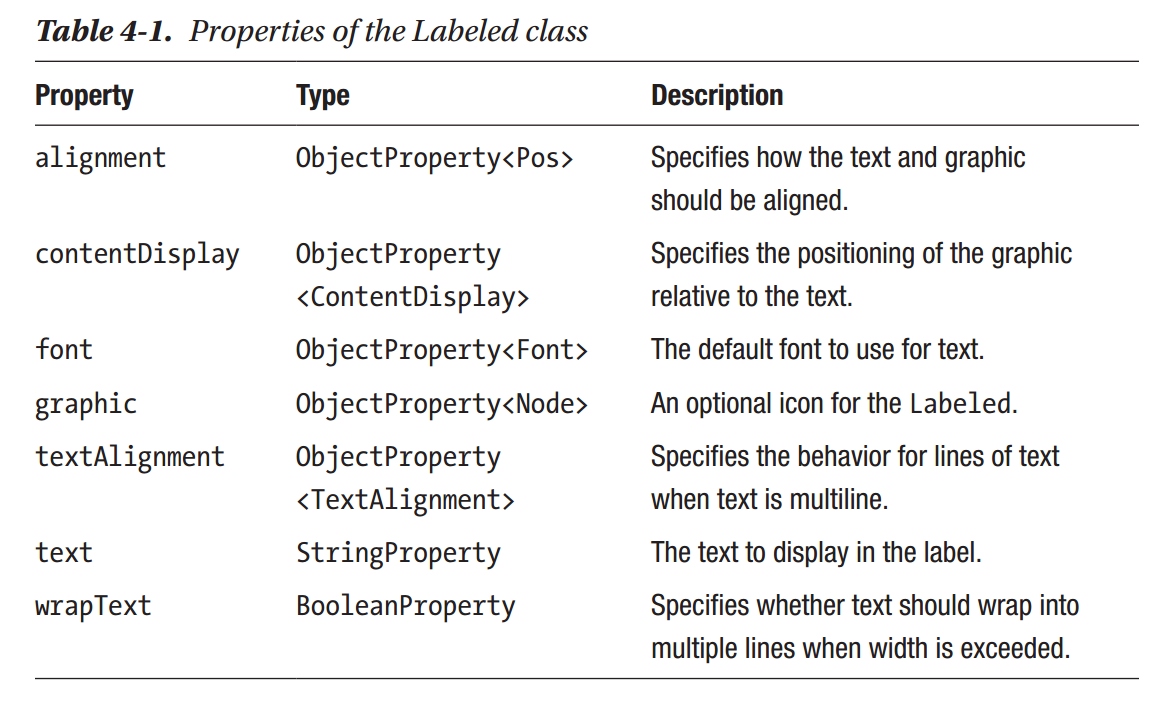 Table 4-1. Properties of the Labeled class
Property Type Description
alignment ObjectProperty<Pos> Specifies how the text and graphic
should be aligned.
contentDisplay ObjectProperty Specifies the positioning of the graphic
<ContentDisplay> relative to the text.
font ObjectProperty<Font> The default font to use for text.
graphic ObjectProperty<Node> An optional icon for the Labeled.
textAlignment ObjectProperty Specifies the behavior for lines of text
<TextAlignment> when text is multiline.
text StringProperty The text to display in the label.
wrapText BooleanProperty Specifies whether text should wrap into
multiple lines when width is exceeded.